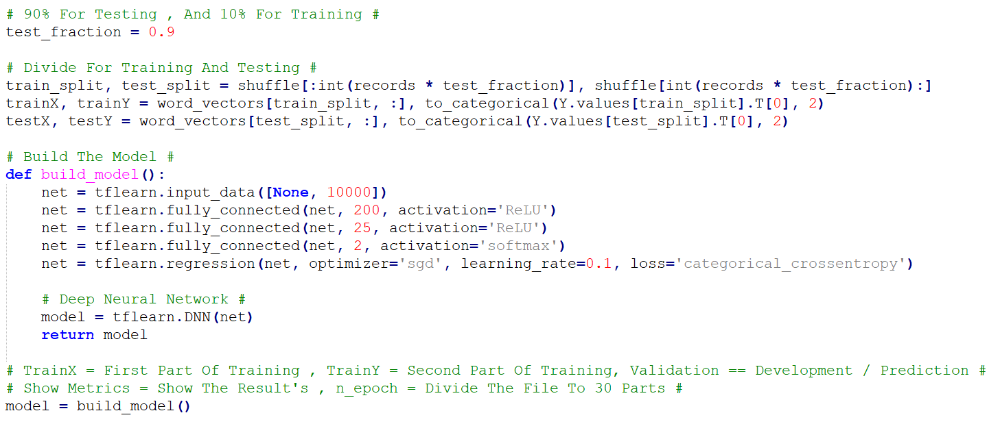 # 90% For Testing , And 10% For Training #
test_fraction = 0.9
# Divide For Training And Testing #
train_split, test_split = shuffle[:int(records * test_fraction)], shuffle[int(records * test_fraction):]
trainX, trainY = word_vectors[train_split, :], to_categorical(Y.values[train_split].T[0], 2)
testX, testY = word_vectors[test_split, :], to_categorical(Y.values[test_split].T[0], 2)
# Build The Model #
def build_model():
    net = tflearn.input_data([None, 10000])
    net = tflearn.fully_connected(net, 200, activation='ReLU')
    net = tflearn.fully_connected(net, 25, activation='ReLU')
    net = tflearn.fully_connected(net, 2, activation='softmax')
    net = tflearn.regression(net, optimizer='sgd', learning_rate=0.1, loss='categorical_crossentropy')
    # Deep Neural Network #
    model = tflearn.DNN(net)
    return model
# TrainX = First Part Of Training , TrainY = Second Part Of Training, Validation == Development / Prediction #
# Show Metrics = Show The Result's , n_epoch = Divide The File To 30 Parts #
model = build_model()